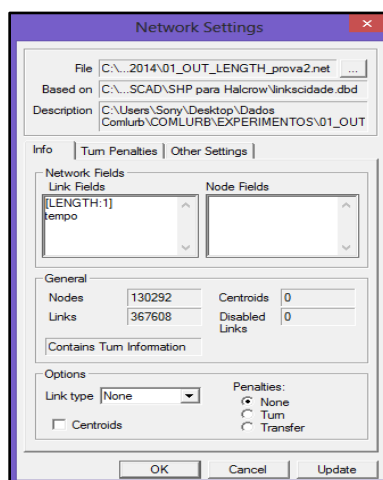 Network Settings
File C:\...2014\01_OUT_LENGTH_prova2.net ...
Based on C:\...SCAD\SHP para Halcrow\linkscidade.dbd
Description C:\Users\Sony\Desktop\Dados
Comlurb\COMLURB\EXPERIMENTOS\01_OUT
Info Turn Penalties Other Settings
Network Fields
Link Fields Node Fields
[LENGTH:1]
tempo
General
Nodes 130292 Centroids 0
Links 367608 Disabled Links 0
Contains Turn Information
Options
Link type None Penalties:
None
Turn
Centroids Transfer
OK Cancel Update